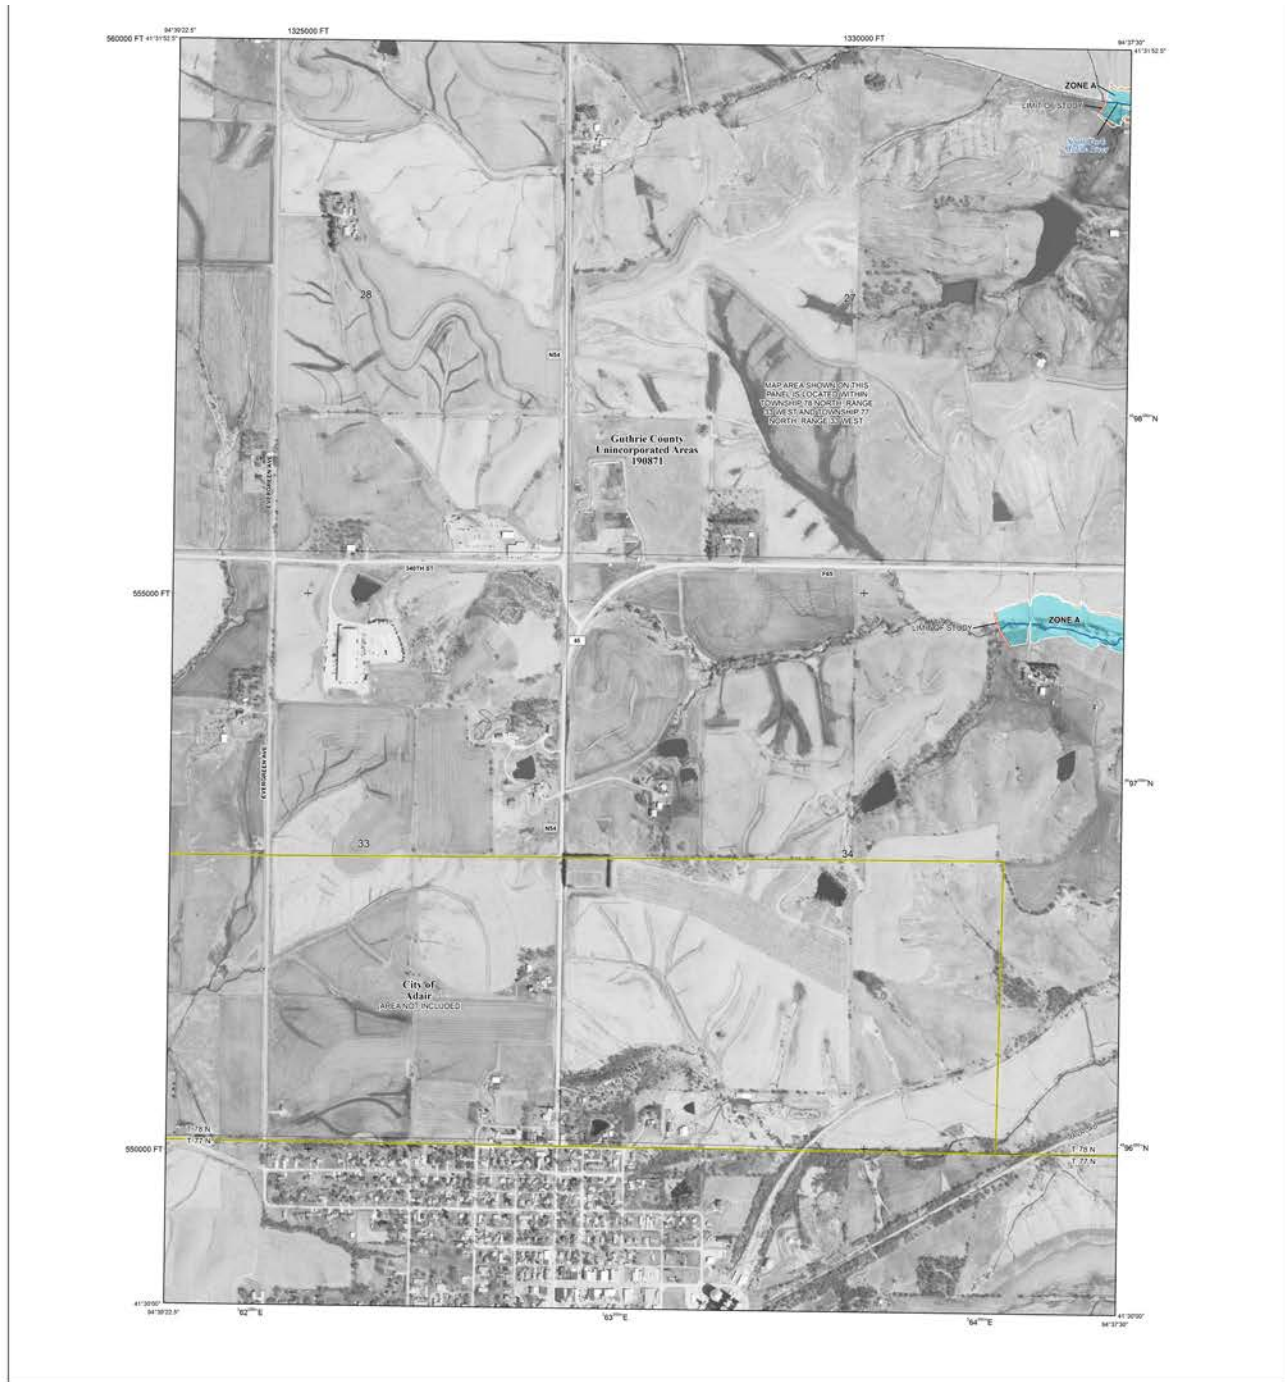 94°39'22.5"
1325000 FT
1330000 FT
94°37'30"
560000 FT
41°31'52.5"
41°31'52.5"
ZONE A
LIMIT OF STUDY
28
27
N54
MAP AREA SHOWN ON THIS
PANEL IS LOCATED WITHIN
TOWNSHIP 78 NORTH, RANGE
33 WEST AND TOWNSHIP 77
NORTH, RANGE 33 WEST
Guthrie County
Unincorporated Areas
190871
EVERGREEN AVE
340TH ST
F65
555000 FT
LIMIT OF STUDY
ZONE A
EVERGREEN AVE
N54
33
34
City of
Adair
AREA NOT INCLUDED
T-78 N
T-77 N
550000 FT
T-78 N
T-77 N
41°30'00"
94°39'22.5"
41°30'00"
94°37'30"